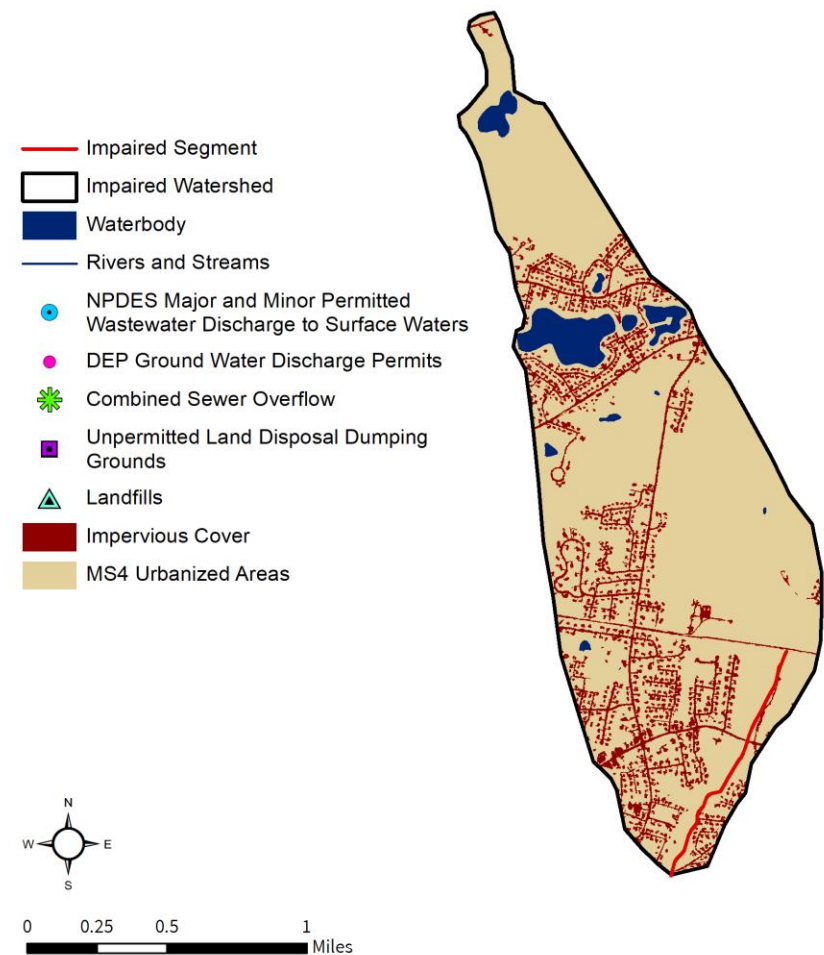 Impaired Segment
Impaired Watershed
Waterbody
Rivers and Streams
NPDES Major and Minor Permitted
Wastewater Discharge to Surface Waters
DEP Ground Water Discharge Permits
Combined Sewer Overflow
Unpermitted Land Disposal Dumping
Grounds
Landfills
Impervious Cover
MS4 Urbanized Areas
N
W E
S
0 0.25 0.5 1
Miles